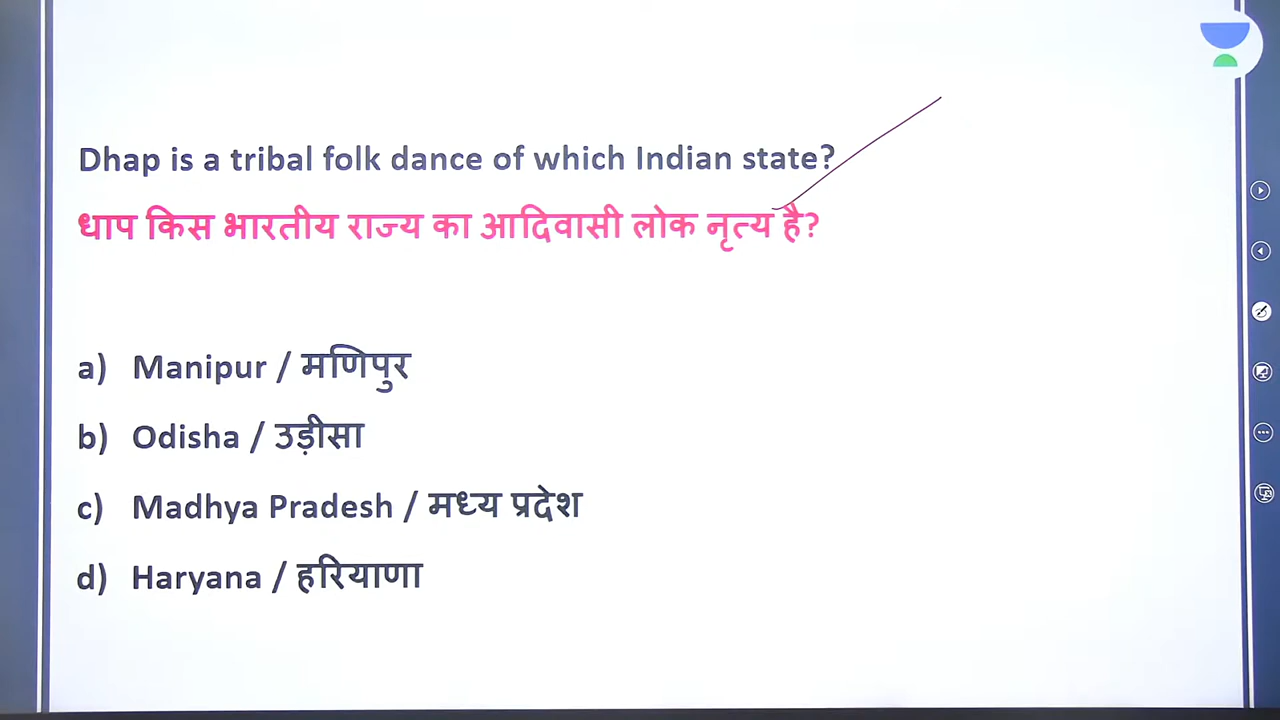 Dhap is a tribal folk dance of which Indian state?
धाप किस भारतीय राज्य का आदिवासी लोक नृत्य है?
a) Manipur / मणिपुर
b) Odisha / उड़ीसा
c) Madhya Pradesh / मध्य प्रदेश
d) Haryana / हरियाणा